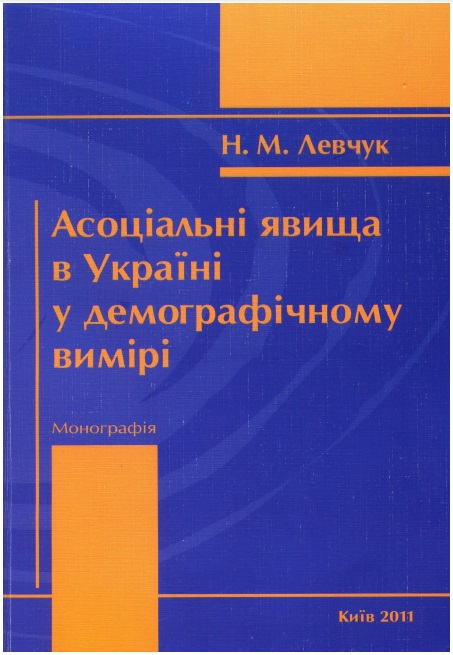 Н. М. Левчук
Асоціальні явища
в Україні
у демографічному
вимірі
Монографія
Київ 2011